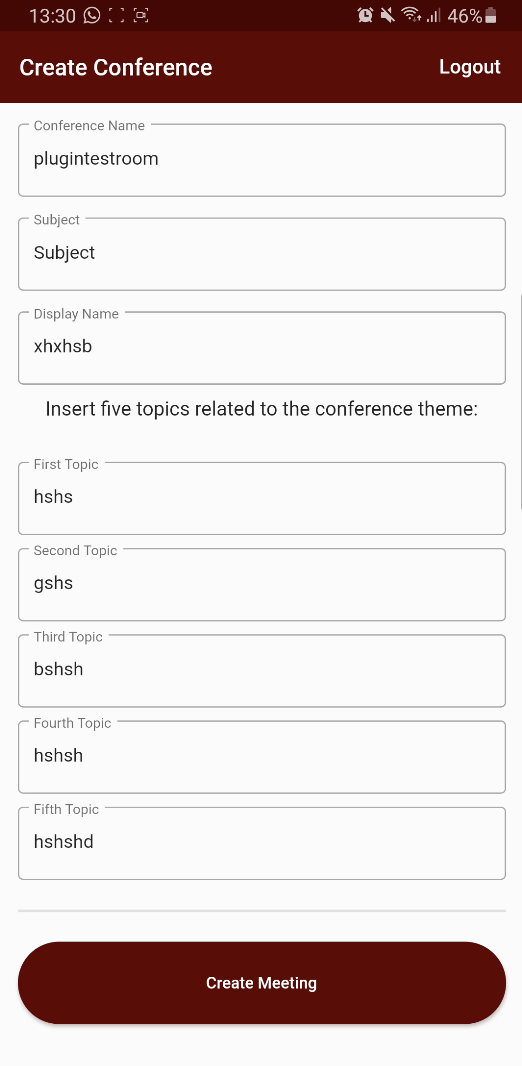 13:30
46%
Create Conference
Logout
Conference Name
plugintestroom
Subject
Subject
Display Name
xhxhsb
Insert five topics related to the conference theme:
First Topic
hshs
Second Topic
gshs
Third Topic
bshsh
Fourth Topic
hshsh
Fifth Topic
hshshd
Create Meeting